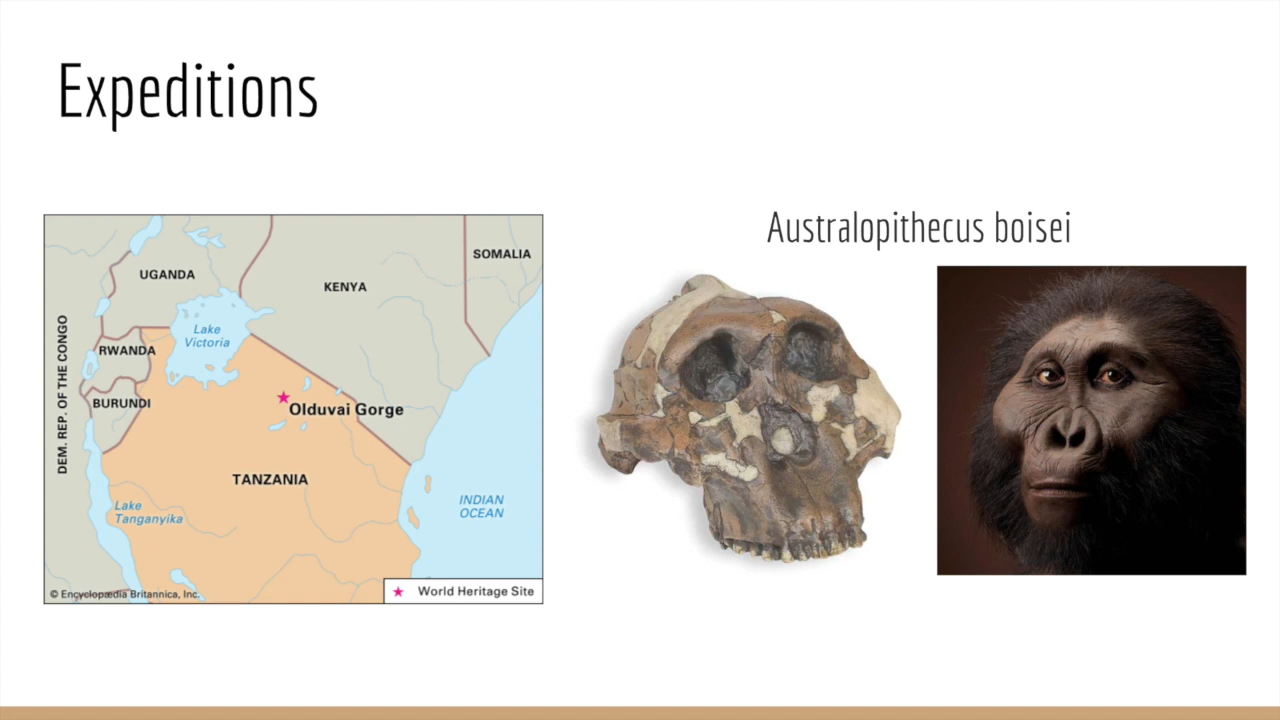 Expeditions
Australopithecus boisei
SOMALIA
UGANDA
KENYA
Lake
Victoria
DEM. REP. OF THE CONGO
RWANDA
BURUNDI
Olduvai Gorge
TANZANIA
Lake
Tanganyika
INDIAN
OCEAN
© Encyclopædia Britannica, Inc.
World Heritage Site